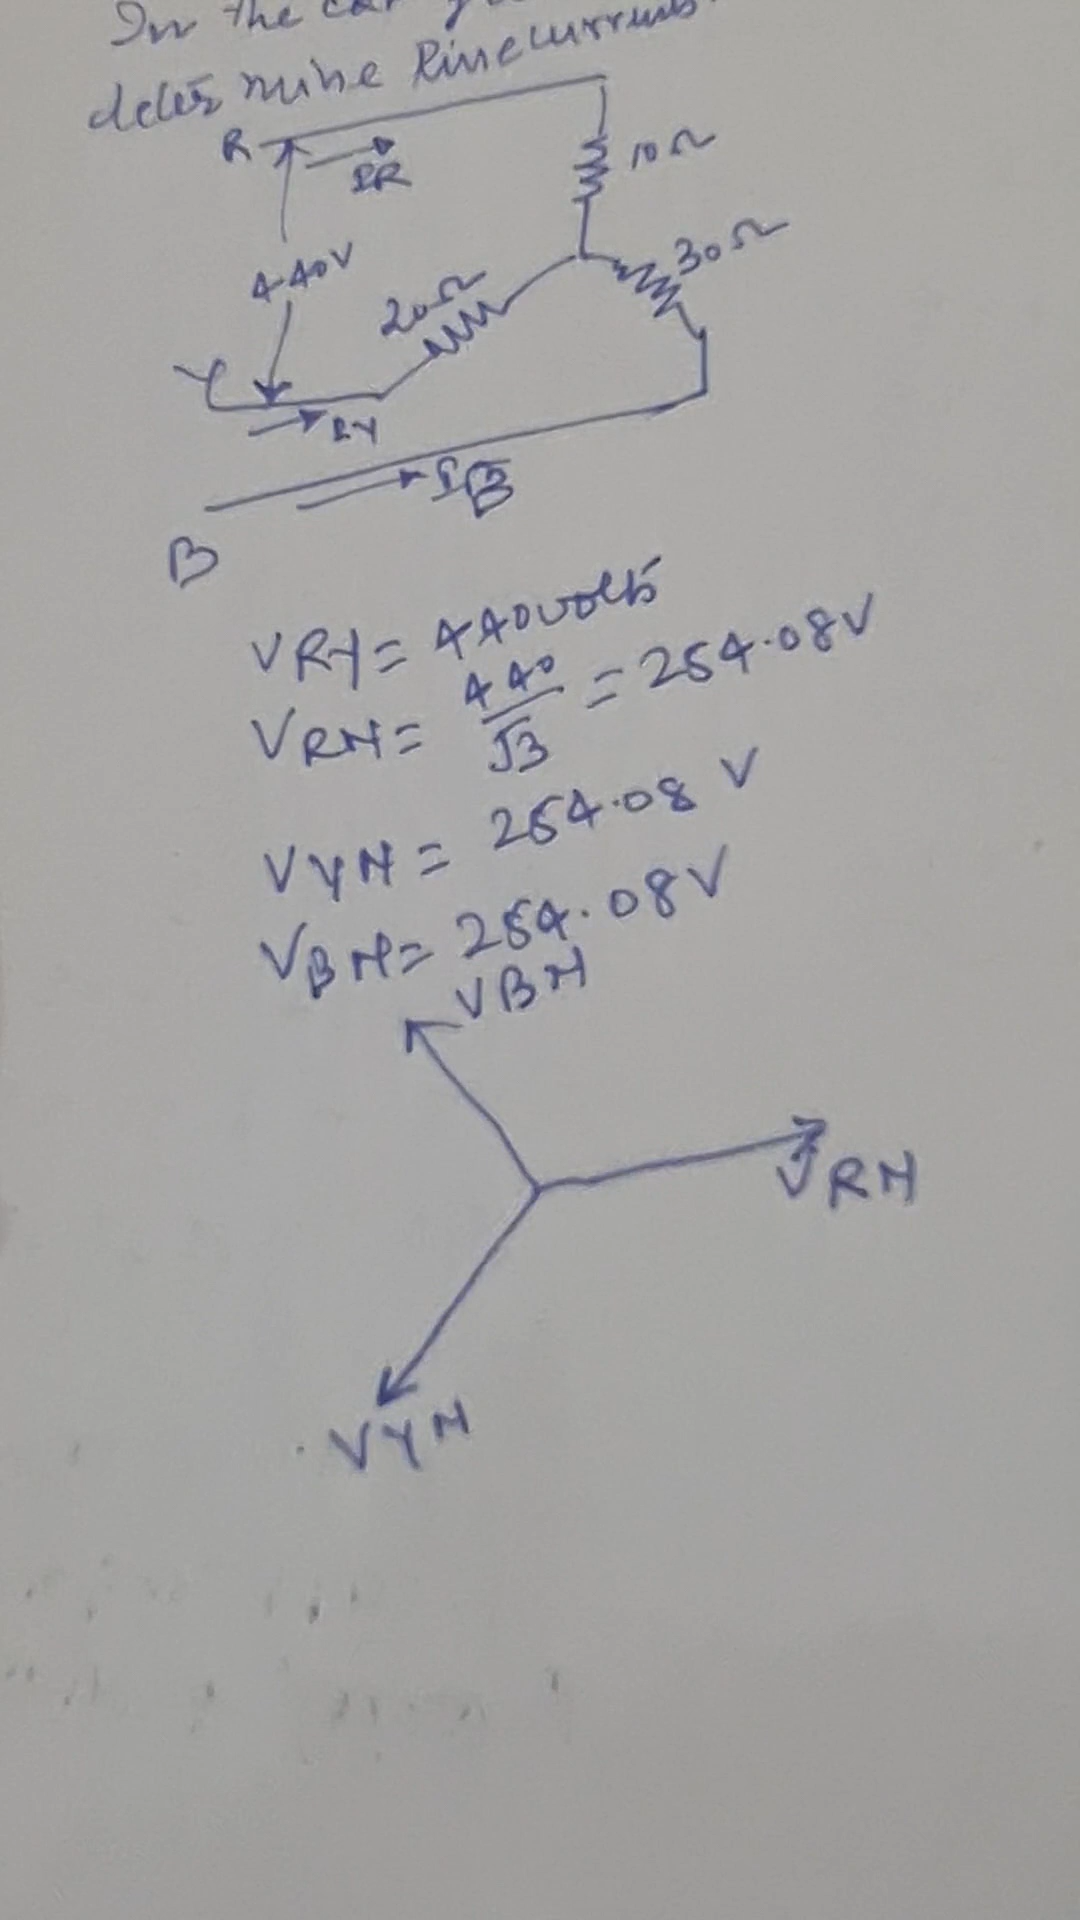 In the
determine line currents.
R
IR
10Ω
440V
20Ω
30Ω
Y
IY
IB
B
VRY = 440volts
VRN = 440/√3 = 254.08V
VYN = 254.08 V
VBN = 254.08V
VBN
VRN
VYN